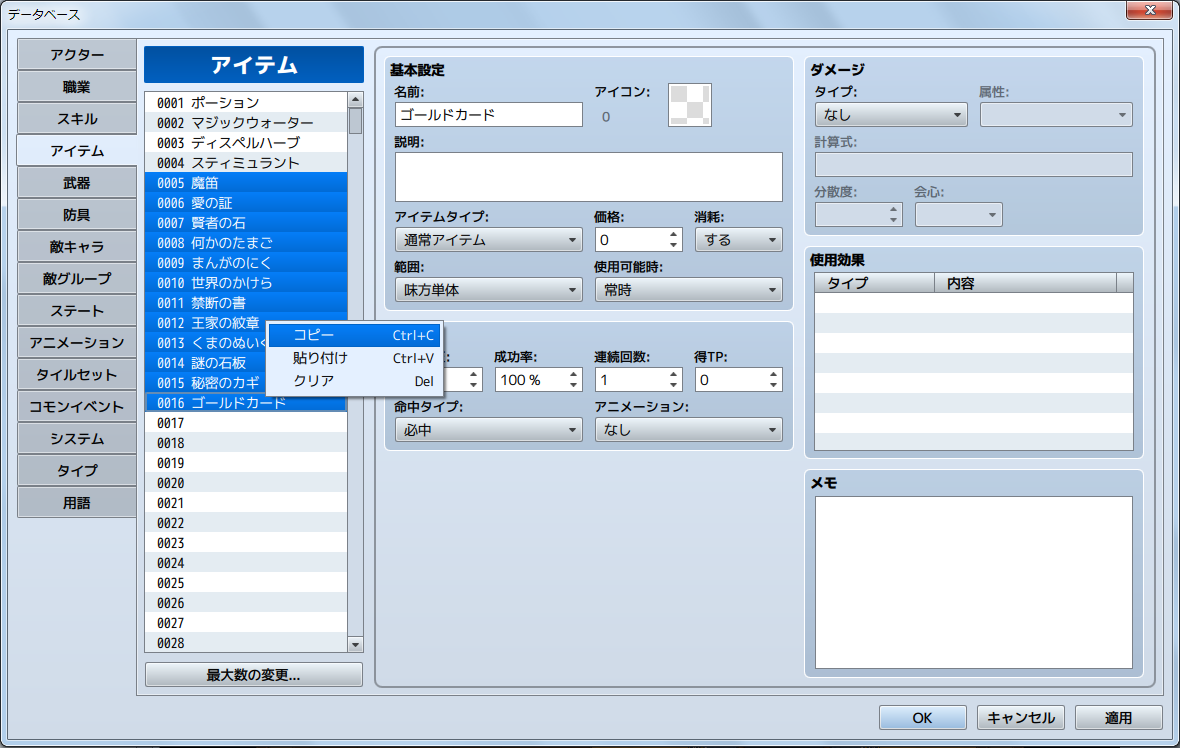 データベース
アクター
職業
スキル
アイテム
武器
防具
敵キャラ
敵グループ
ステート
アニメーション
タイルセット
コモンイベント
システム
タイプ
用語
アイテム
0001 ポーション
0002 マジックウォーター
0003 ディスペルハーブ
0004 スティミュラント
0005 魔笛
0006 愛の証
0007 賢者の石
0008 何かのたまご
0009 まんがのにく
0010 世界のかけら
0011 禁断の書
0012 王家の紋章
0013 くまのぬいぐ
0014 謎の石板
0015 秘密のカギ
0016 ゴールドカード
0017
0018
0019
0020
0021
0022
0023
0024
0025
0026
0027
0028
最大数の変更...
コピー Ctrl+C
貼り付け Ctrl+V
クリア Del
基本設定
名前:
ゴールドカード
アイコン:
0
説明:
アイテムタイプ:
通常アイテム
価格:
0
消耗:
する
範囲:
味方単体
使用可能時:
常時
成功率:
100 %
連続回数:
1
得TP:
0
命中タイプ:
必中
アニメーション:
なし
ダメージ
タイプ:
なし
属性:
計算式:
分散度:
会心:
使用効果
タイプ 内容
メモ
OK
キャンセル
適用